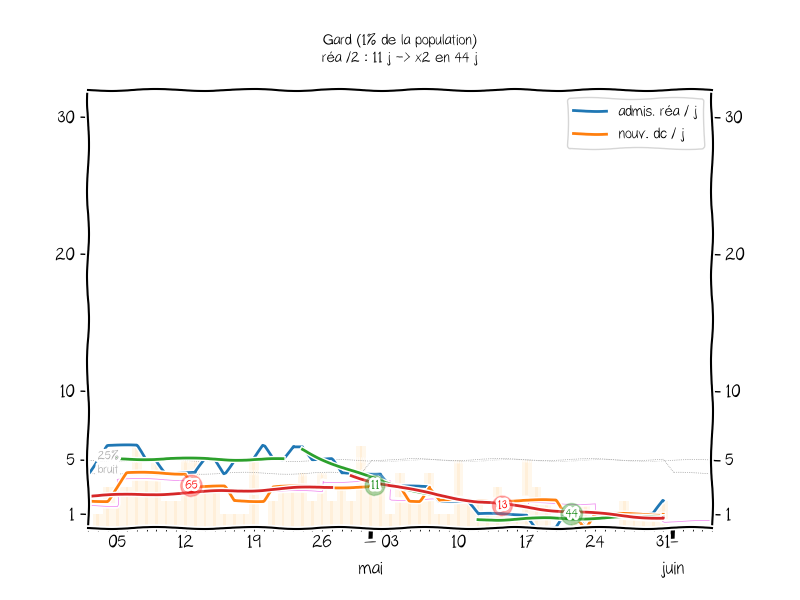 Gard (1% de la population)
réa /2 : 11 j -> x2 en 44 j
admis. réa / j
nouv. dc / j
30
30
20
20
10
10
25%
bruit
5
5
65
11
13
44
1
1
05 12 19 26 03 10 17 24 31
mai juin